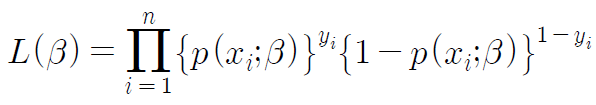 L(β) = ∏_{i=1}^{n} {p(x_i;β)}^{y_i}{1−p(x_i;β)}^{1−y_i}